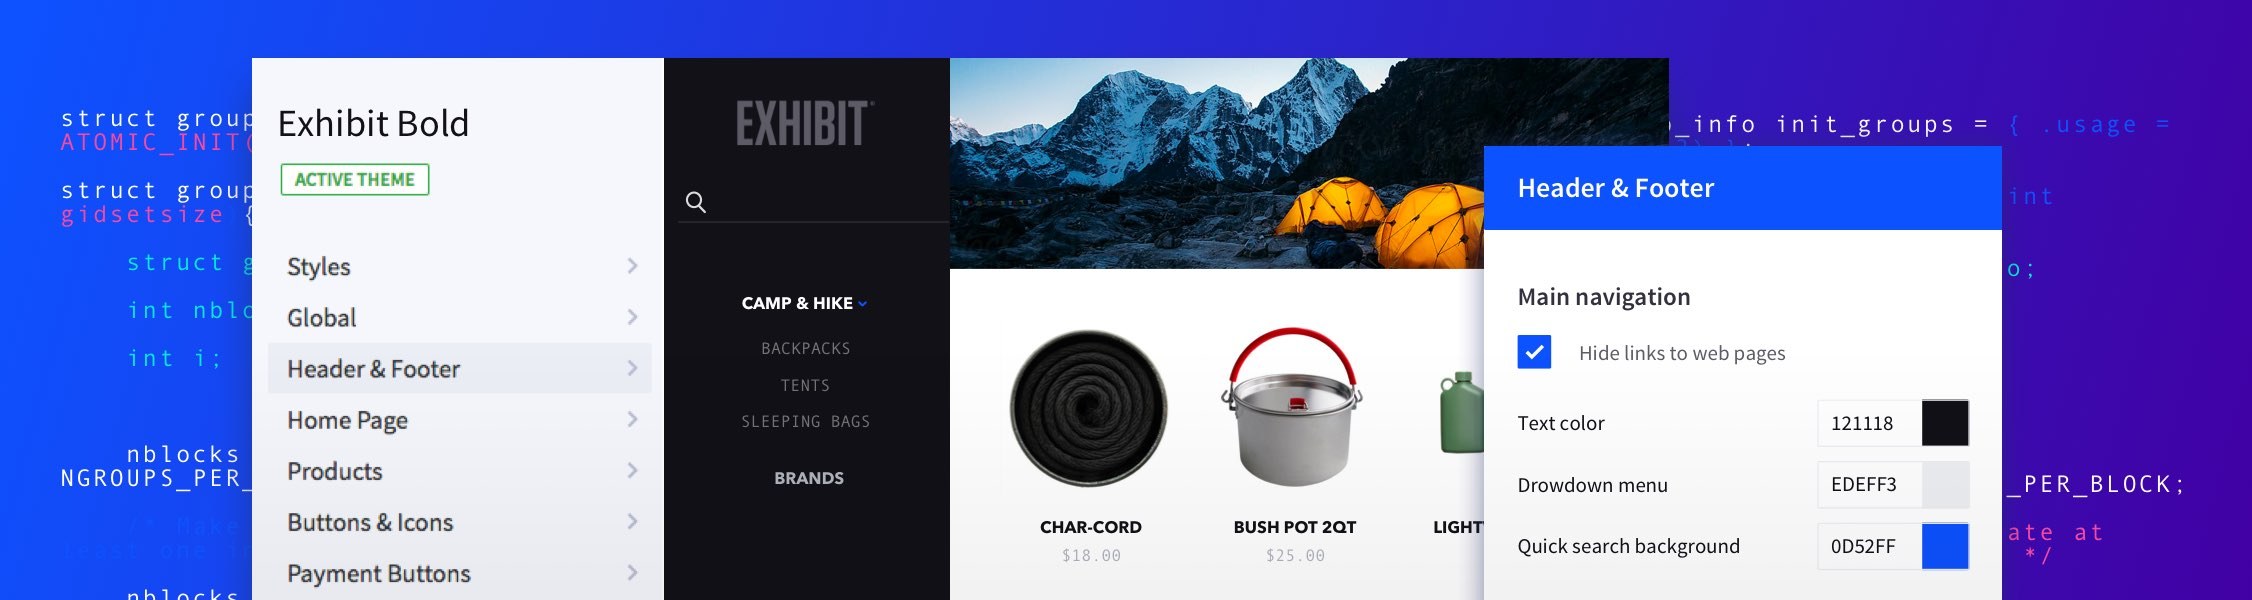 struct group
ATOMIC_INIT(
struct group
gidsetsize {
struct g
int nblo
int i;
nblocks
NGROUPS_PER_
/* Make
least one in
nblocks
Exhibit Bold
ACTIVE THEME
Styles
Global
Header & Footer
Home Page
Products
Buttons & Icons
Payment Buttons
EXHIBIT
CAMP & HIKE
BACKPACKS
TENTS
SLEEPING BAGS
BRANDS
CHAR-CORD
$18.00
BUSH POT 2QT
$25.00
LIGHT
Header & Footer
Main navigation
Hide links to web pages
Text color
121118
Drowdown menu
EDEFF3
Quick search background
0D52FF
_info init_groups = { .usage =
int
o;
_PER_BLOCK;
ate at
*/